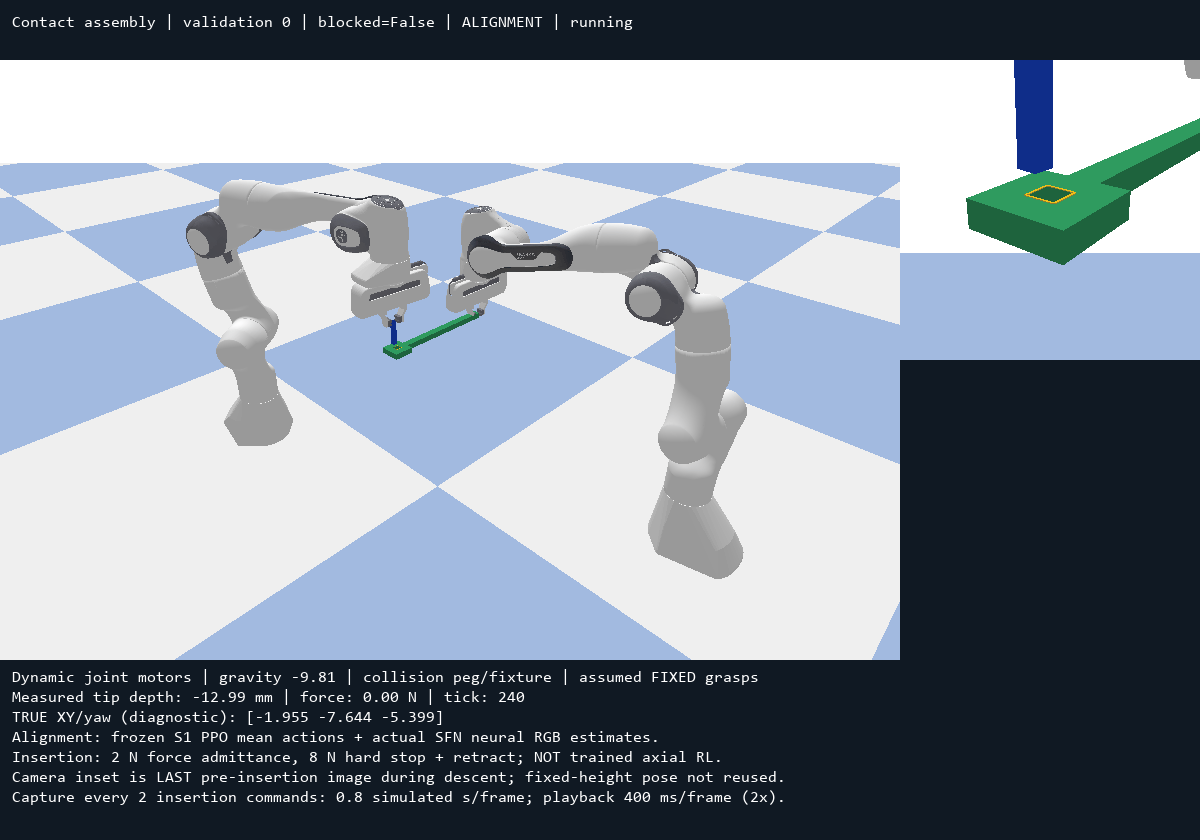 Contact assembly | validation 0 | blocked=False | ALIGNMENT | running
Dynamic joint motors | gravity -9.81 | collision peg/fixture | assumed FIXED grasps
Measured tip depth: -12.99 mm | force: 0.00 N | tick: 240
TRUE XY/yaw (diagnostic): [-1.955 -7.644 -5.399]
Alignment: frozen S1 PPO mean actions + actual SFN neural RGB estimates.
Insertion: 2 N force admittance, 8 N hard stop + retract; NOT trained axial RL.
Camera inset is LAST pre-insertion image during descent; fixed-height pose not reused.
Capture every 2 insertion commands: 0.8 simulated s/frame; playback 400 ms/frame (2x).